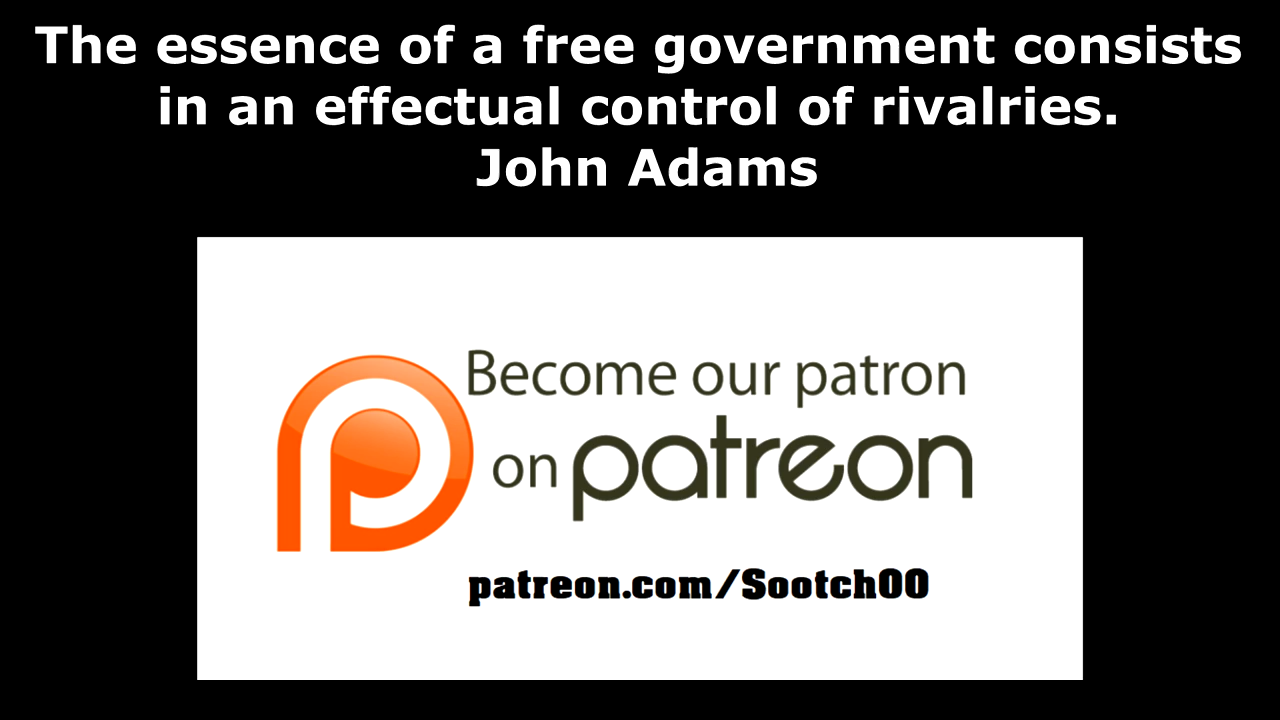 The essence of a free government consists
in an effectual control of rivalries.
John Adams
Become our patron
on patreon
patreon.com/Sootch00